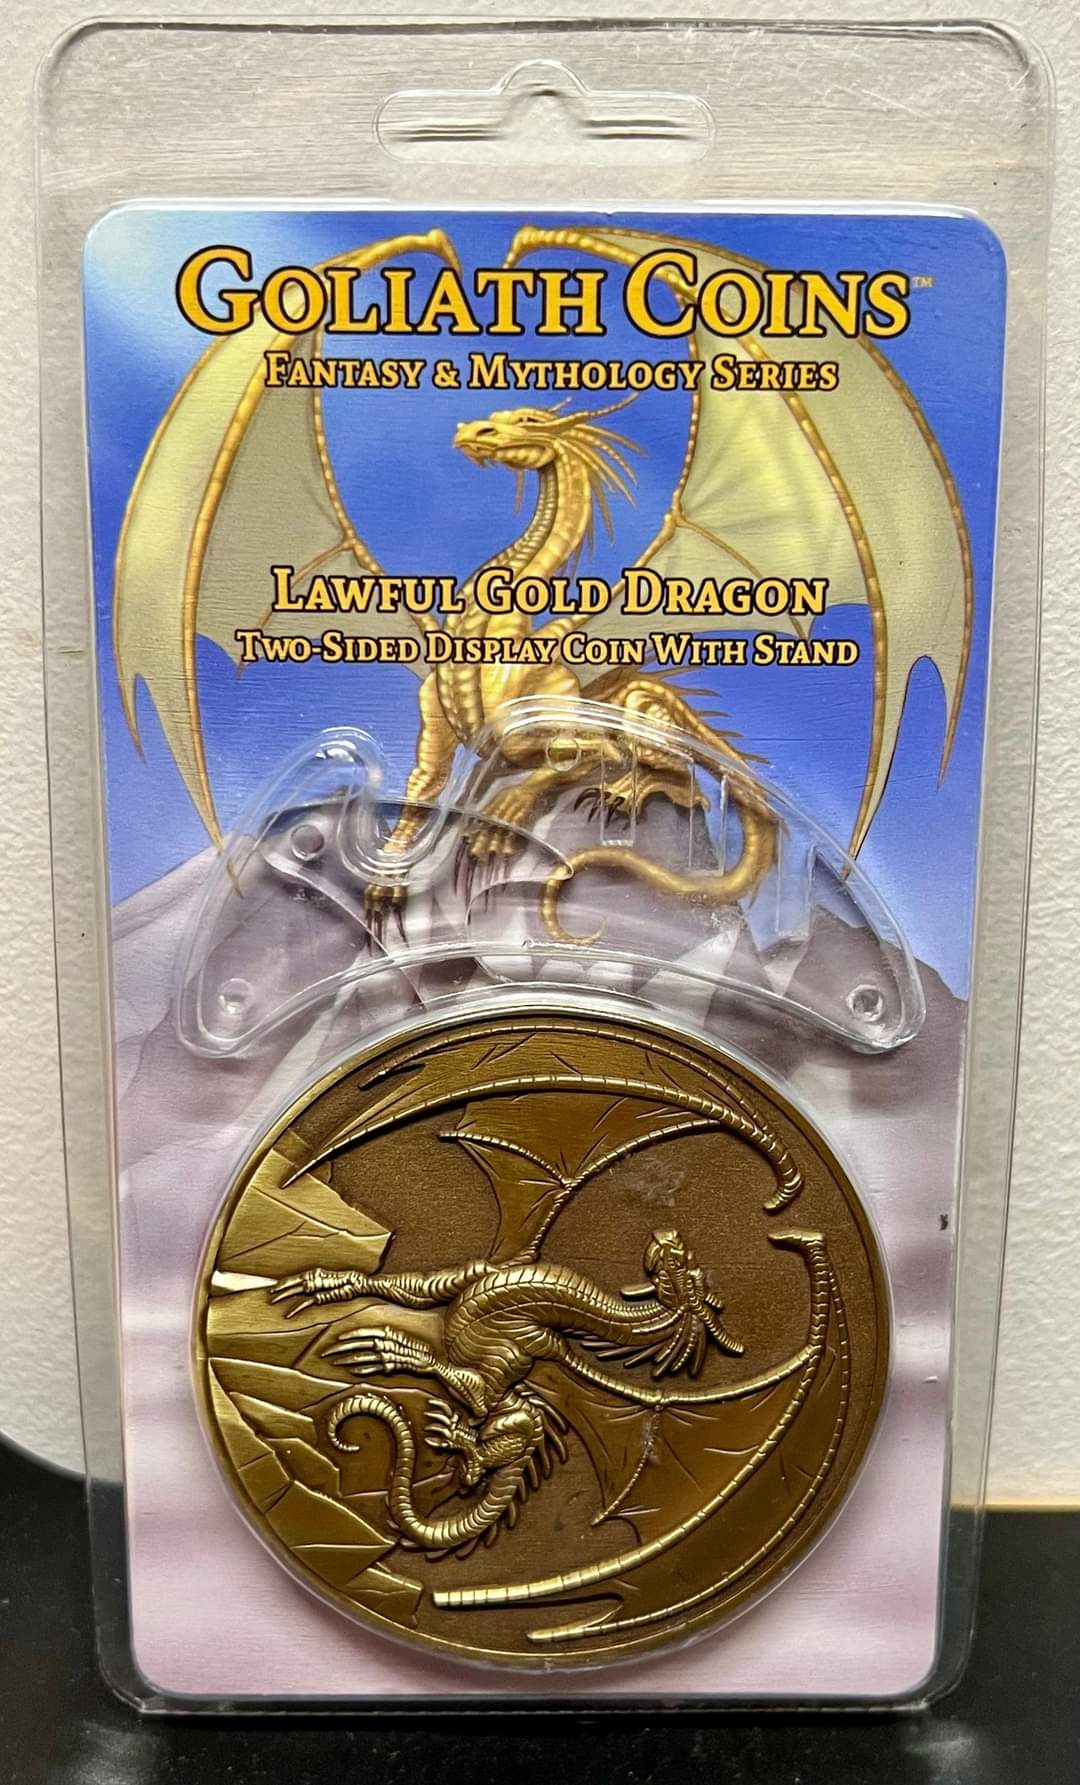 GOLIATH COINS™
FANTASY & MYTHOLOGY SERIES
LAWFUL GOLD DRAGON
TWO-SIDED DISPLAY COIN WITH STAND